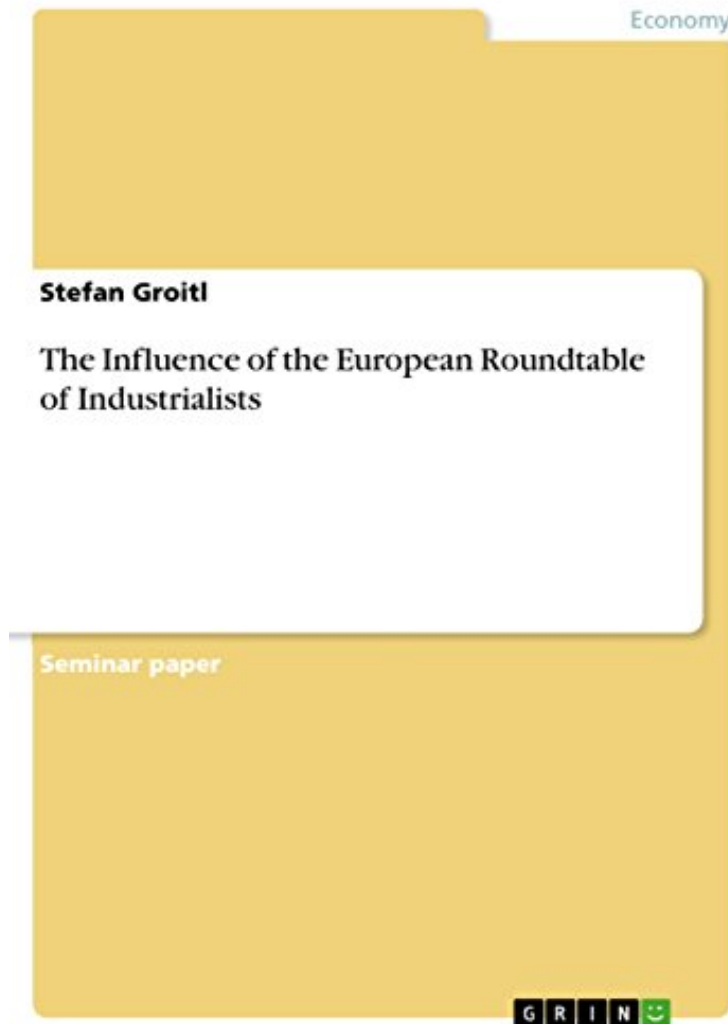 Economy
Stefan Groitl
The Influence of the European Roundtable
of Industrialists
Seminar paper
GRIN